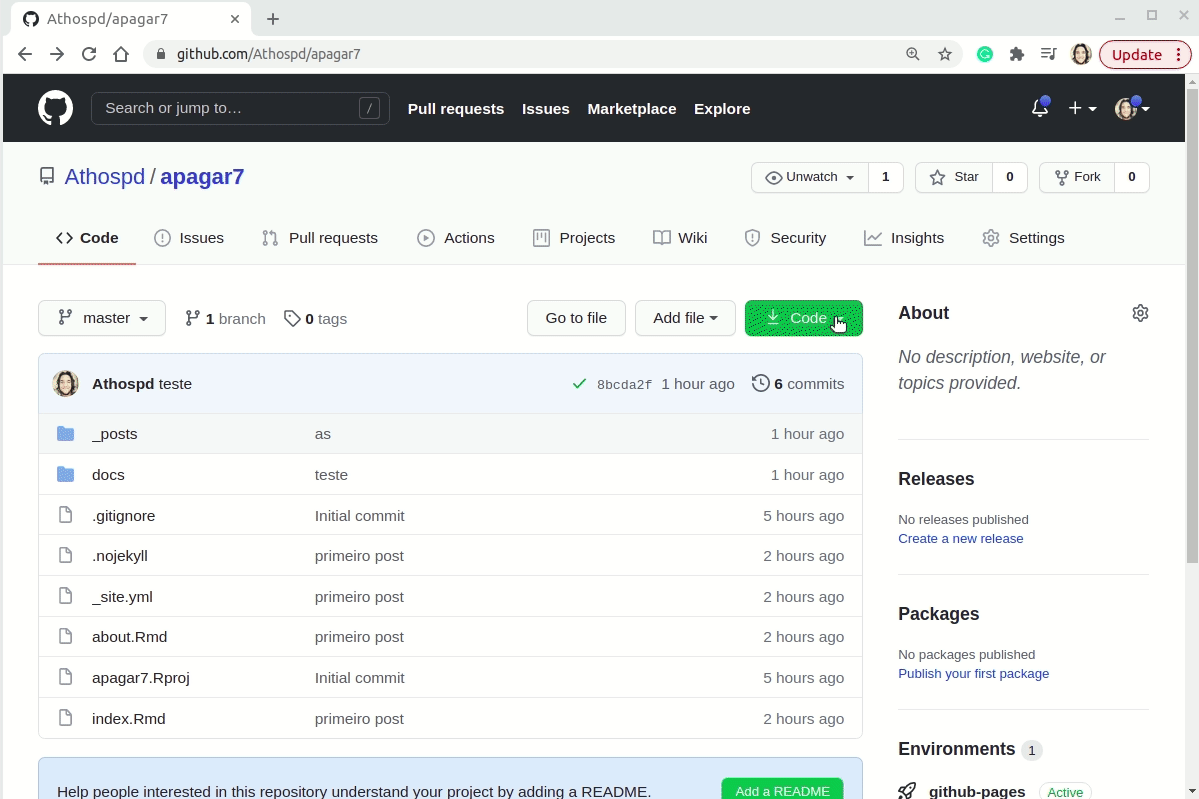 Athospd/apagar7
github.com/Athospd/apagar7
Update
Search or jump to…
/
Pull requests
Issues
Marketplace
Explore
Athospd / apagar7
Unwatch
1
Star
0
Fork
0
Code
Issues
Pull requests
Actions
Projects
Wiki
Security
Insights
Settings
master
1 branch
0 tags
Go to file
Add file
Code
Athospd teste
8bcda2f 1 hour ago
6 commits
_posts as 1 hour ago
docs teste 1 hour ago
.gitignore Initial commit 5 hours ago
.nojekyll primeiro post 2 hours ago
_site.yml primeiro post 2 hours ago
about.Rmd primeiro post 2 hours ago
apagar7.Rproj Initial commit 5 hours ago
index.Rmd primeiro post 2 hours ago
Help people interested in this repository understand your project by adding a README.
Add a README
About
No description, website, or
topics provided.
Releases
No releases published
Create a new release
Packages
No packages published
Publish your first package
Environments 1
github-pages Active